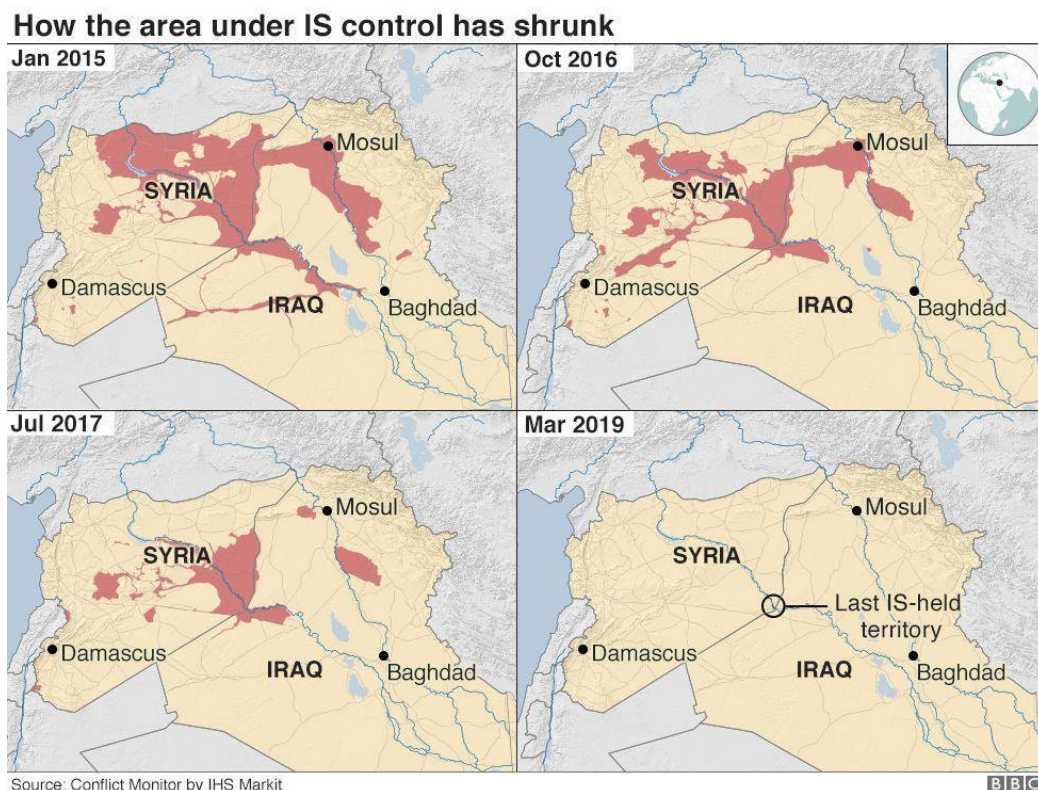 How the area under IS control has shrunk
Jan 2015
Mosul
SYRIA
Damascus
IRAQ
Baghdad
Oct 2016
Mosul
SYRIA
Damascus
IRAQ
Baghdad
Jul 2017
Mosul
SYRIA
Damascus
IRAQ
Baghdad
Mar 2019
Mosul
SYRIA
Last IS-held
territory
Damascus
IRAQ
Baghdad
Source: Conflict Monitor by IHS Markit
BBC